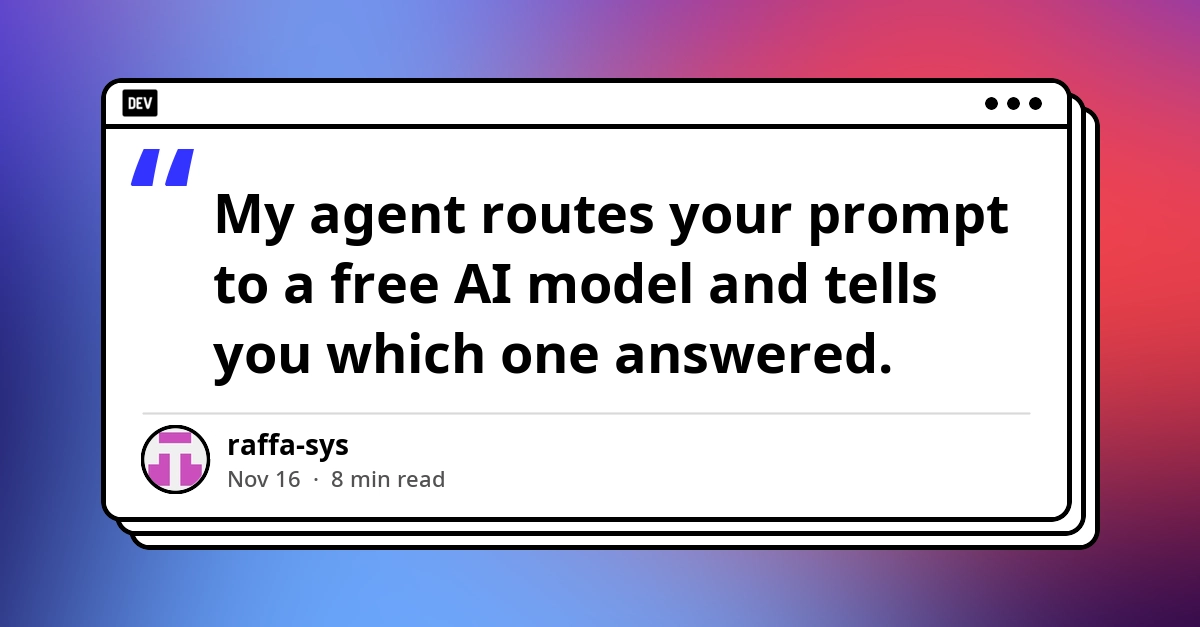 DEV
“
My agent routes your prompt
to a free AI model and tells
you which one answered.
raffa-sys
Nov 16 · 8 min read